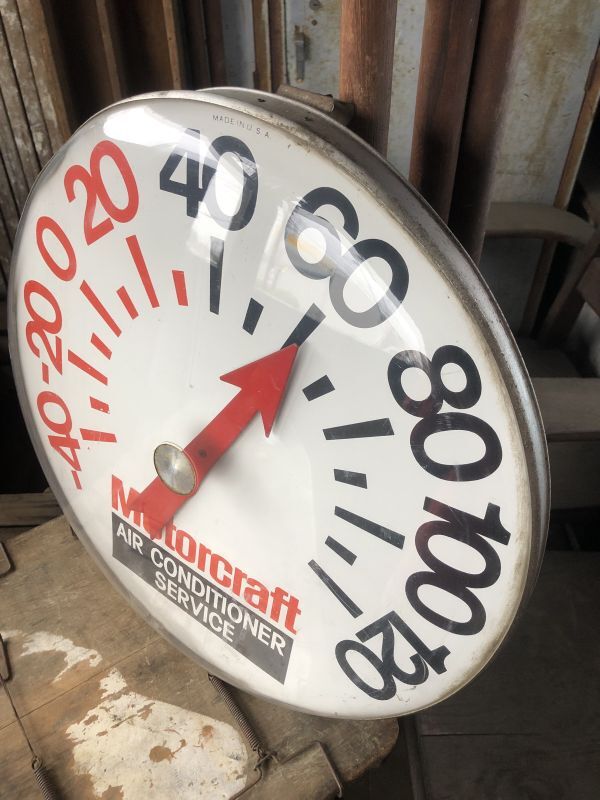 MADE IN U.S.A.
-40
-20
0
20
40
60
80
100
120
Motorcraft
AIR CONDITIONER
SERVICE